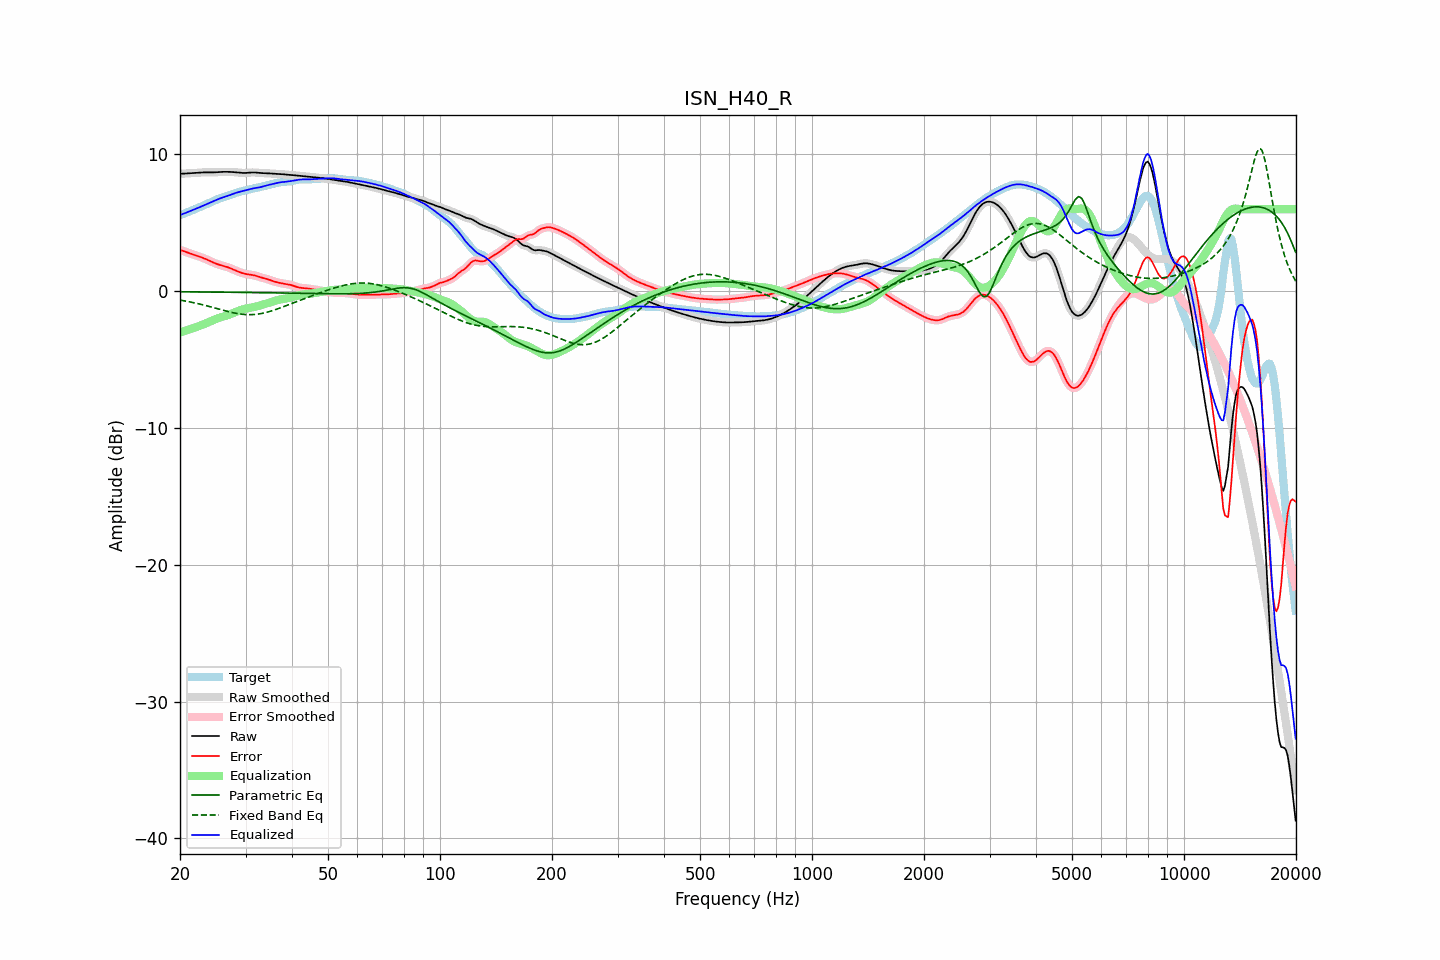 ISN_H40_R
10
0
−10
−20
−30
−40
Amplitude (dBr)
Target
Raw Smoothed
Error Smoothed
Raw
Error
Equalization
Parametric Eq
Fixed Band Eq
Equalized
20 50 100 200 500 1000 2000 5000 10000 20000
Frequency (Hz)